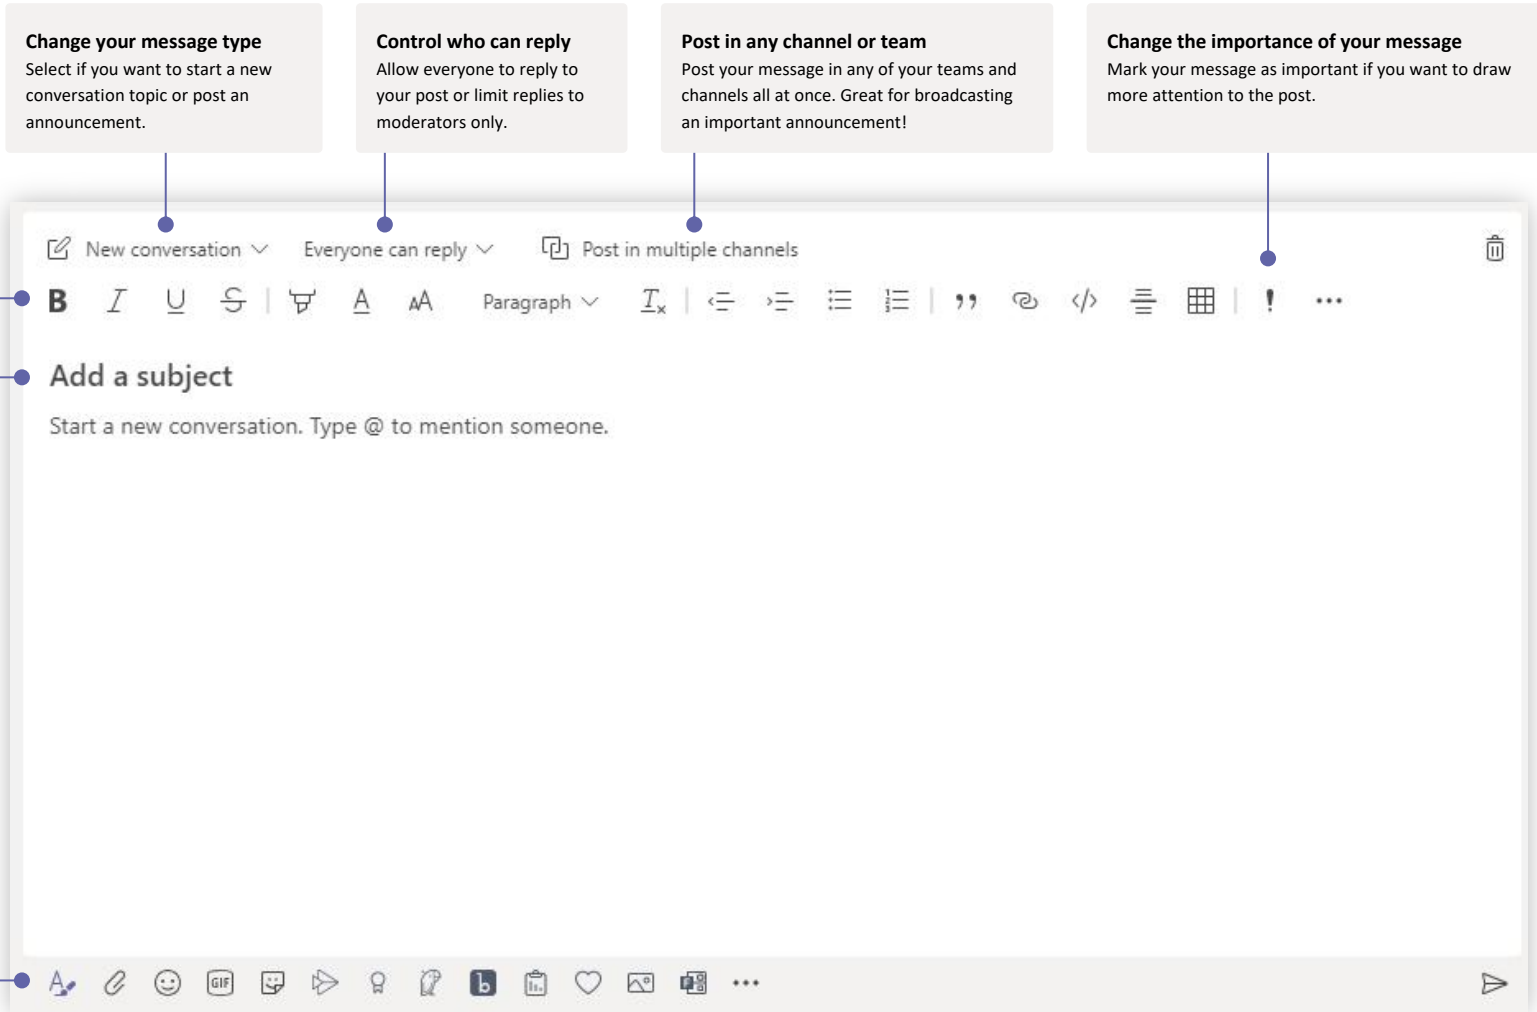 Change your message type
Select if you want to start a new
conversation topic or post an
announcement.
Control who can reply
Allow everyone to reply to
your post or limit replies to
moderators only.
Post in any channel or team
Post your message in any of your teams and
channels all at once. Great for broadcasting
an important announcement!
Change the importance of your message
Mark your message as important if you want to draw
more attention to the post.
New conversation
Everyone can reply
Post in multiple channels
B I U S A AA Paragraph Tx </> !
Add a subject
Start a new conversation. Type @ to mention someone.
A GIF b